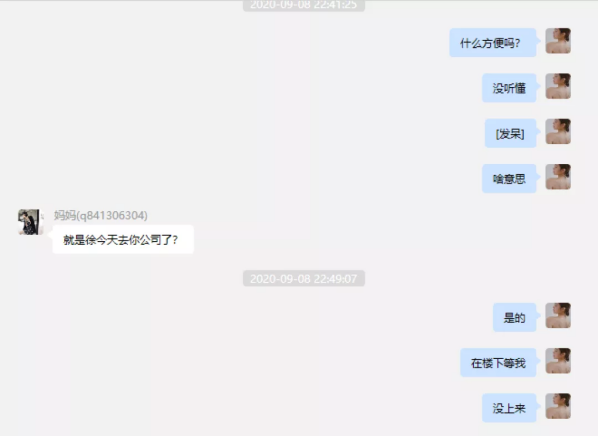 2020-09-08 22:41:25
什么方便吗？
没听懂
[发呆]
啥意思
妈妈(q841306304)
就是徐今天去你公司了？
2020-09-08 22:49:07
是的
在楼下等我
没上来